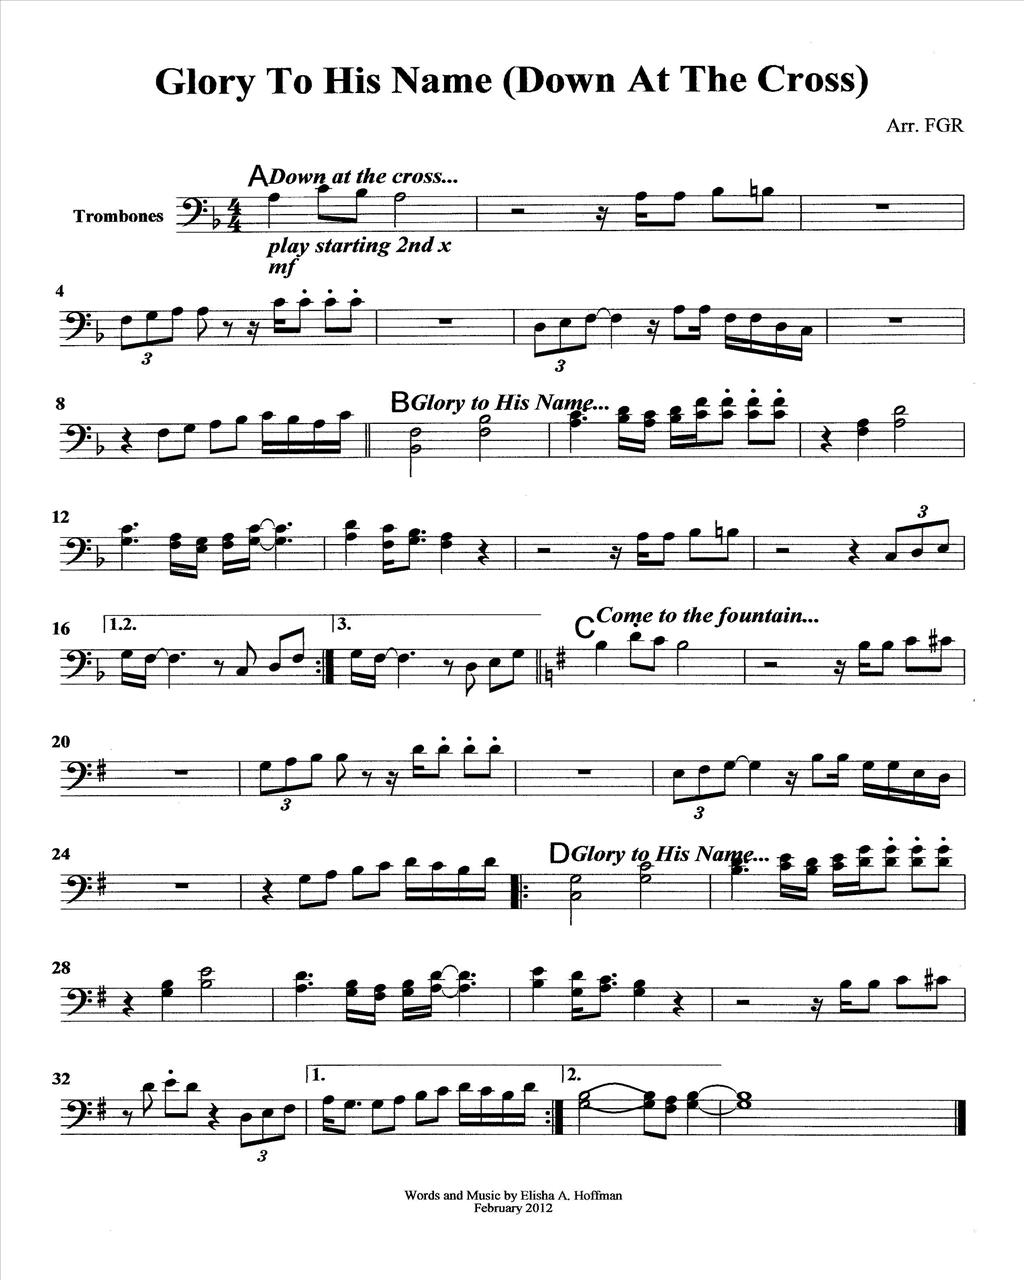 Glory To His Name (Down At The Cross)
Arr. FGR
A Down at the cross...
Trombones
play starting 2nd x
mf
4
3
3
8
B Glory to His Name...
12
3
16
1.2.
3.
C Come to the fountain...
20
3
3
24
D Glory to His Name...
28
32
1.
2.
3
Words and Music by Elisha A. Hoffman
February 2012